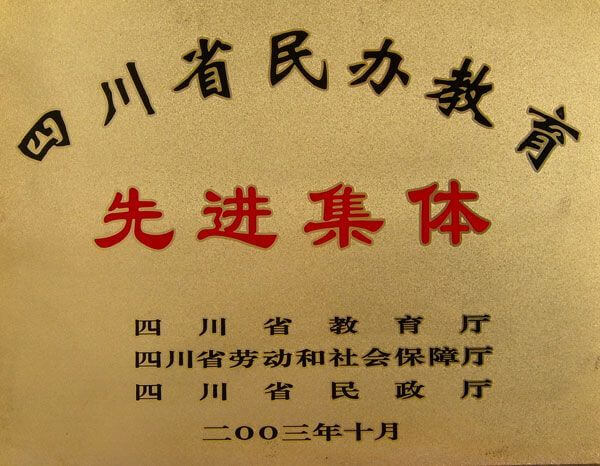 四川省民办教育
先进集体
四川省教育厅
四川省劳动和社会保障厅
四川省民政厅
二OO三年十月